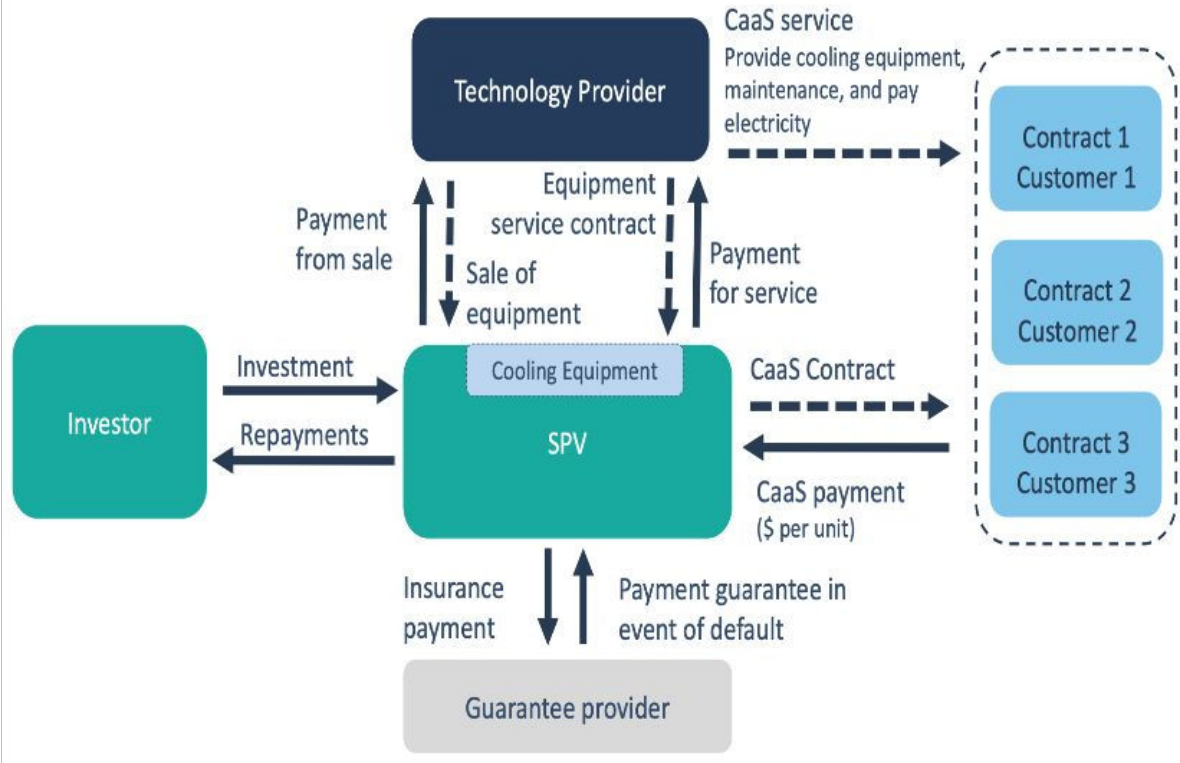 CaaS service
Provide cooling equipment,
maintenance, and pay
electricity
Technology Provider
Contract 1
Customer 1
Equipment
service contract
Payment
from sale
Payment
for service
Sale of
equipment
Contract 2
Customer 2
Investment
Cooling Equipment
CaaS Contract
Investor
Repayments
SPV
Contract 3
Customer 3
CaaS payment
($ per unit)
Insurance
payment
Payment guarantee in
event of default
Guarantee provider